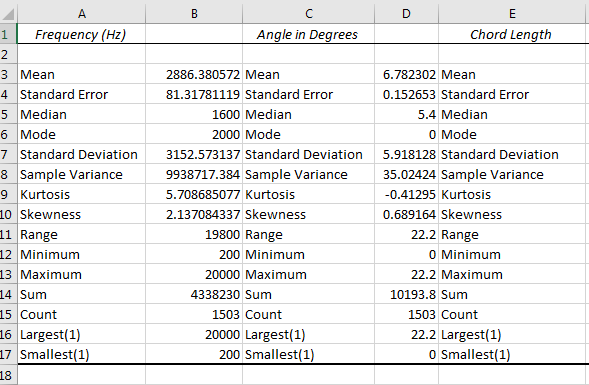 A B C D E
1 Frequency (Hz) Angle in Degrees Chord Length
2
3 Mean 2886.380572 Mean 6.782302 Mean
4 Standard Error 81.31781119 Standard Error 0.152653 Standard Error
5 Median 1600 Median 5.4 Median
6 Mode 2000 Mode 0 Mode
7 Standard Deviation 3152.573137 Standard Deviation 5.918128 Standard Deviation
8 Sample Variance 9938717.384 Sample Variance 35.02424 Sample Variance
9 Kurtosis 5.708685077 Kurtosis -0.41295 Kurtosis
10 Skewness 2.137084337 Skewness 0.689164 Skewness
11 Range 19800 Range 22.2 Range
12 Minimum 200 Minimum 0 Minimum
13 Maximum 20000 Maximum 22.2 Maximum
14 Sum 4338230 Sum 10193.8 Sum
15 Count 1503 Count 1503 Count
16 Largest(1) 20000 Largest(1) 22.2 Largest(1)
17 Smallest(1) 200 Smallest(1) 0 Smallest(1)
18